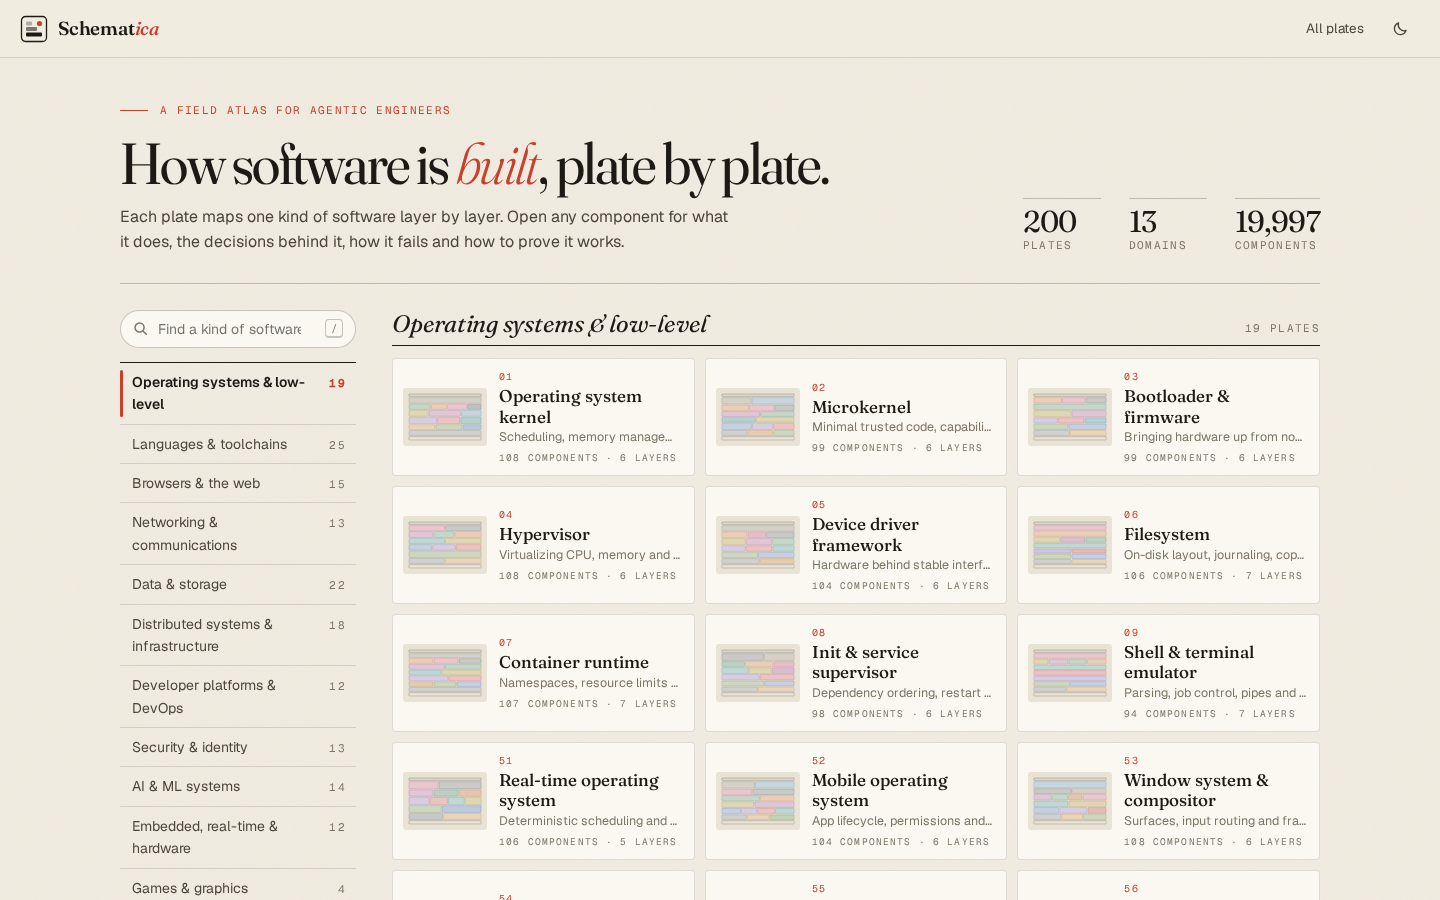 Schematica
All plates
A FIELD ATLAS FOR AGENTIC ENGINEERS
How software is built, plate by plate.
Each plate maps one kind of software layer by layer. Open any component for what
it does, the decisions behind it, how it fails and how to prove it works.
200
PLATES
13
DOMAINS
19,997
COMPONENTS
Find a kind of software
/
Operating systems & low-
level
19
Languages & toolchains
25
Browsers & the web
15
Networking &
communications
13
Data & storage
22
Distributed systems &
infrastructure
18
Developer platforms &
DevOps
12
Security & identity
13
AI & ML systems
14
Embedded, real-time &
hardware
12
Games & graphics
4
Operating systems & low-level
19 PLATES
01
Operating system
kernel
Scheduling, memory manage…
108 COMPONENTS · 6 LAYERS
02
Microkernel
Minimal trusted code, capabili…
99 COMPONENTS · 6 LAYERS
03
Bootloader &
firmware
Bringing hardware up from no…
99 COMPONENTS · 6 LAYERS
04
Hypervisor
Virtualizing CPU, memory and …
108 COMPONENTS · 6 LAYERS
05
Device driver
framework
Hardware behind stable interf…
104 COMPONENTS · 6 LAYERS
06
Filesystem
On-disk layout, journaling, cop…
106 COMPONENTS · 7 LAYERS
07
Container runtime
Namespaces, resource limits …
107 COMPONENTS · 7 LAYERS
08
Init & service
supervisor
Dependency ordering, restart …
98 COMPONENTS · 6 LAYERS
09
Shell & terminal
emulator
Parsing, job control, pipes and …
94 COMPONENTS · 7 LAYERS
51
Real-time operating
system
Deterministic scheduling and …
106 COMPONENTS · 5 LAYERS
52
Mobile operating
system
App lifecycle, permissions and…
104 COMPONENTS · 6 LAYERS
53
Window system &
compositor
Surfaces, input routing and fra…
108 COMPONENTS · 6 LAYERS
54
55
56